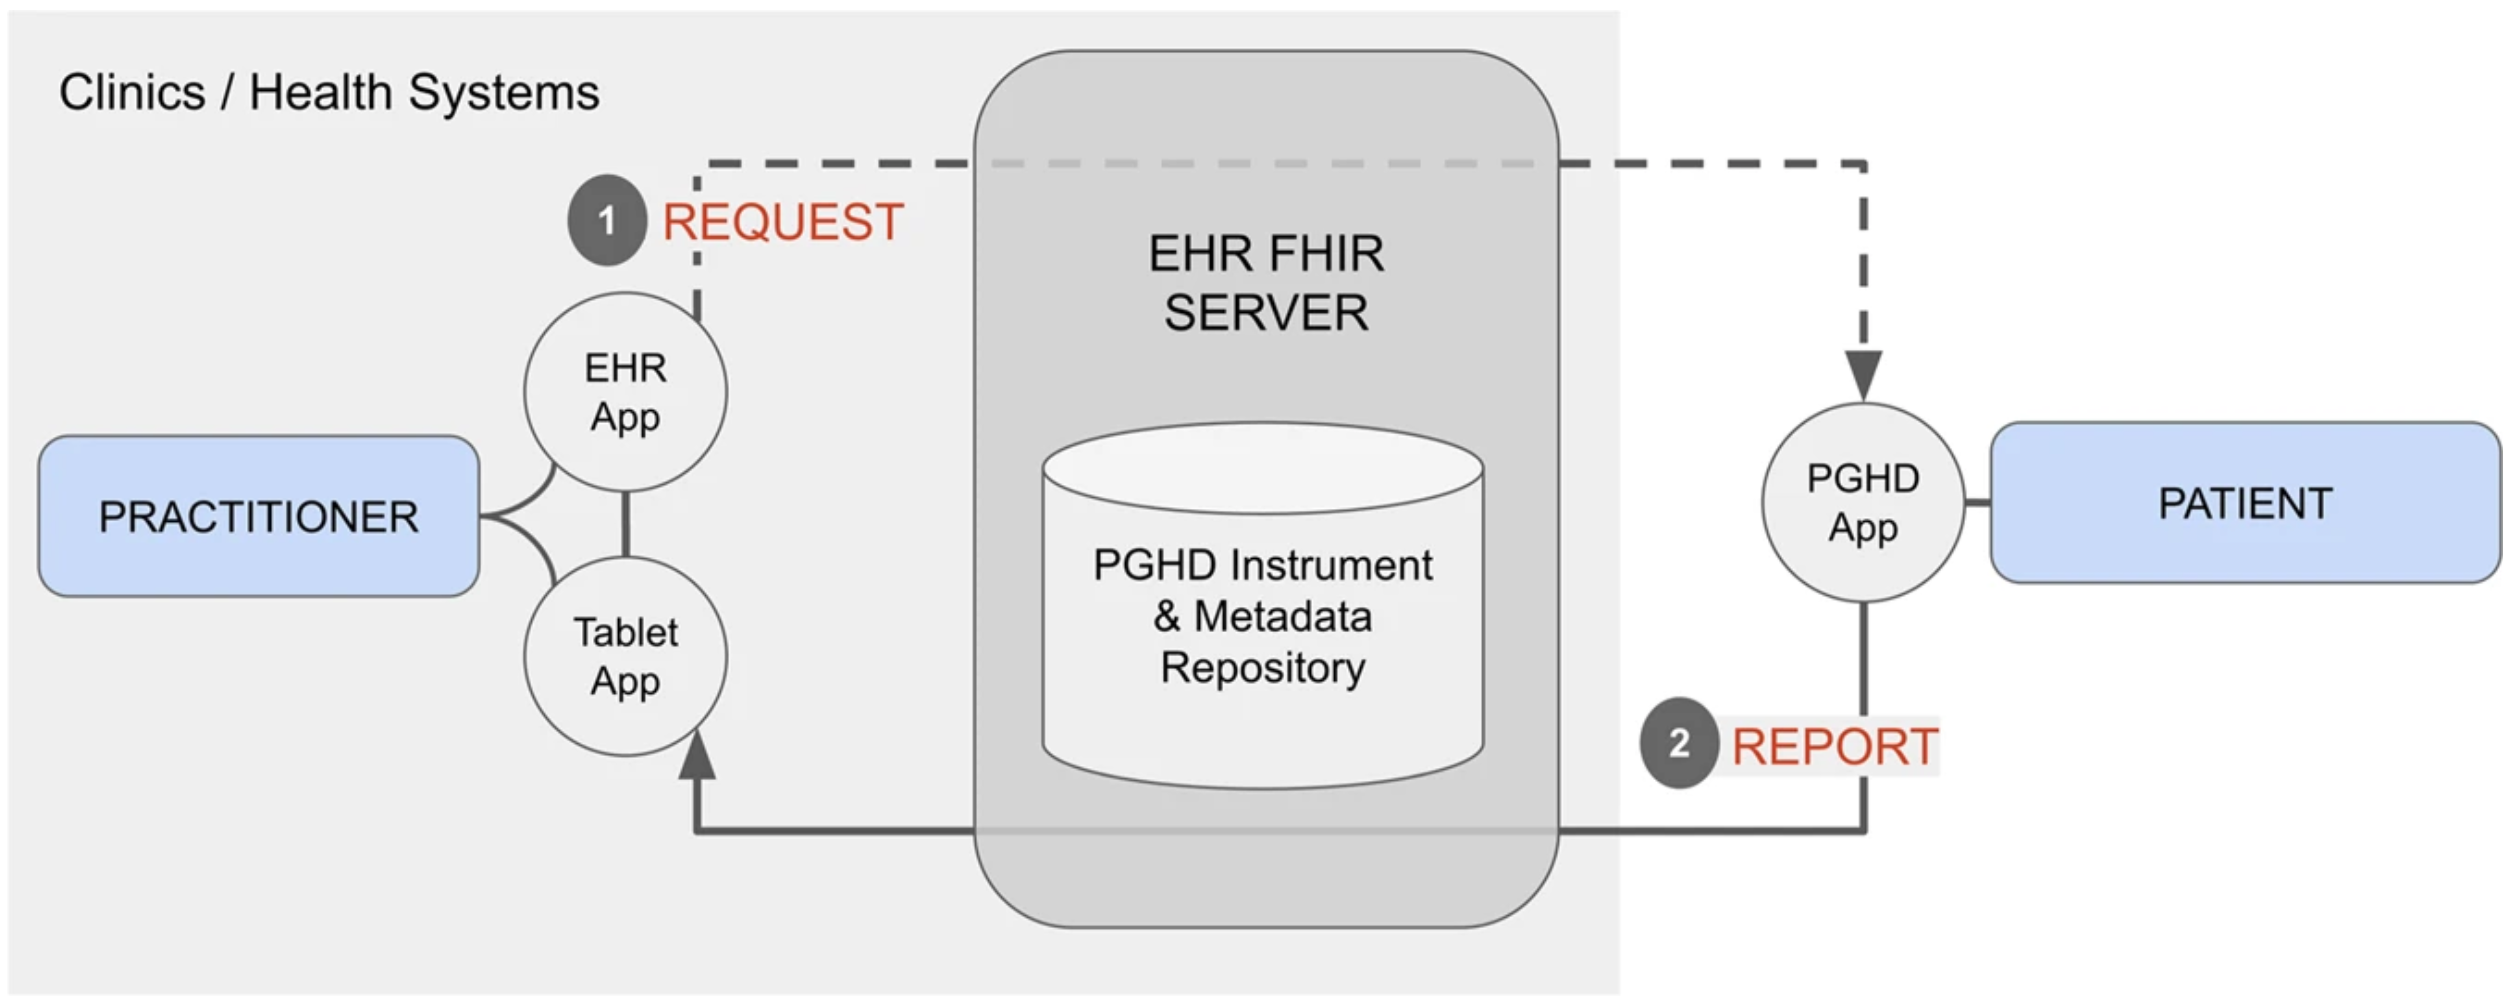 Clinics / Health Systems
1 REQUEST
EHR FHIR
SERVER
EHR
App
PRACTITIONER
Tablet
App
PGHD Instrument
& Metadata
Repository
PGHD
App
PATIENT
2 REPORT